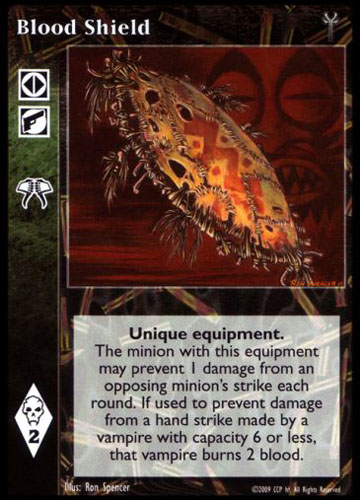 Blood Shield
Unique equipment.
The minion with this equipment
may prevent 1 damage from an
opposing minion's strike each
round. If used to prevent damage
from a hand strike made by a
vampire with capacity 6 or less,
that vampire burns 2 blood.
2
Illus: Ron Spencer
©2009 CCP hf. All Rights Reserved.